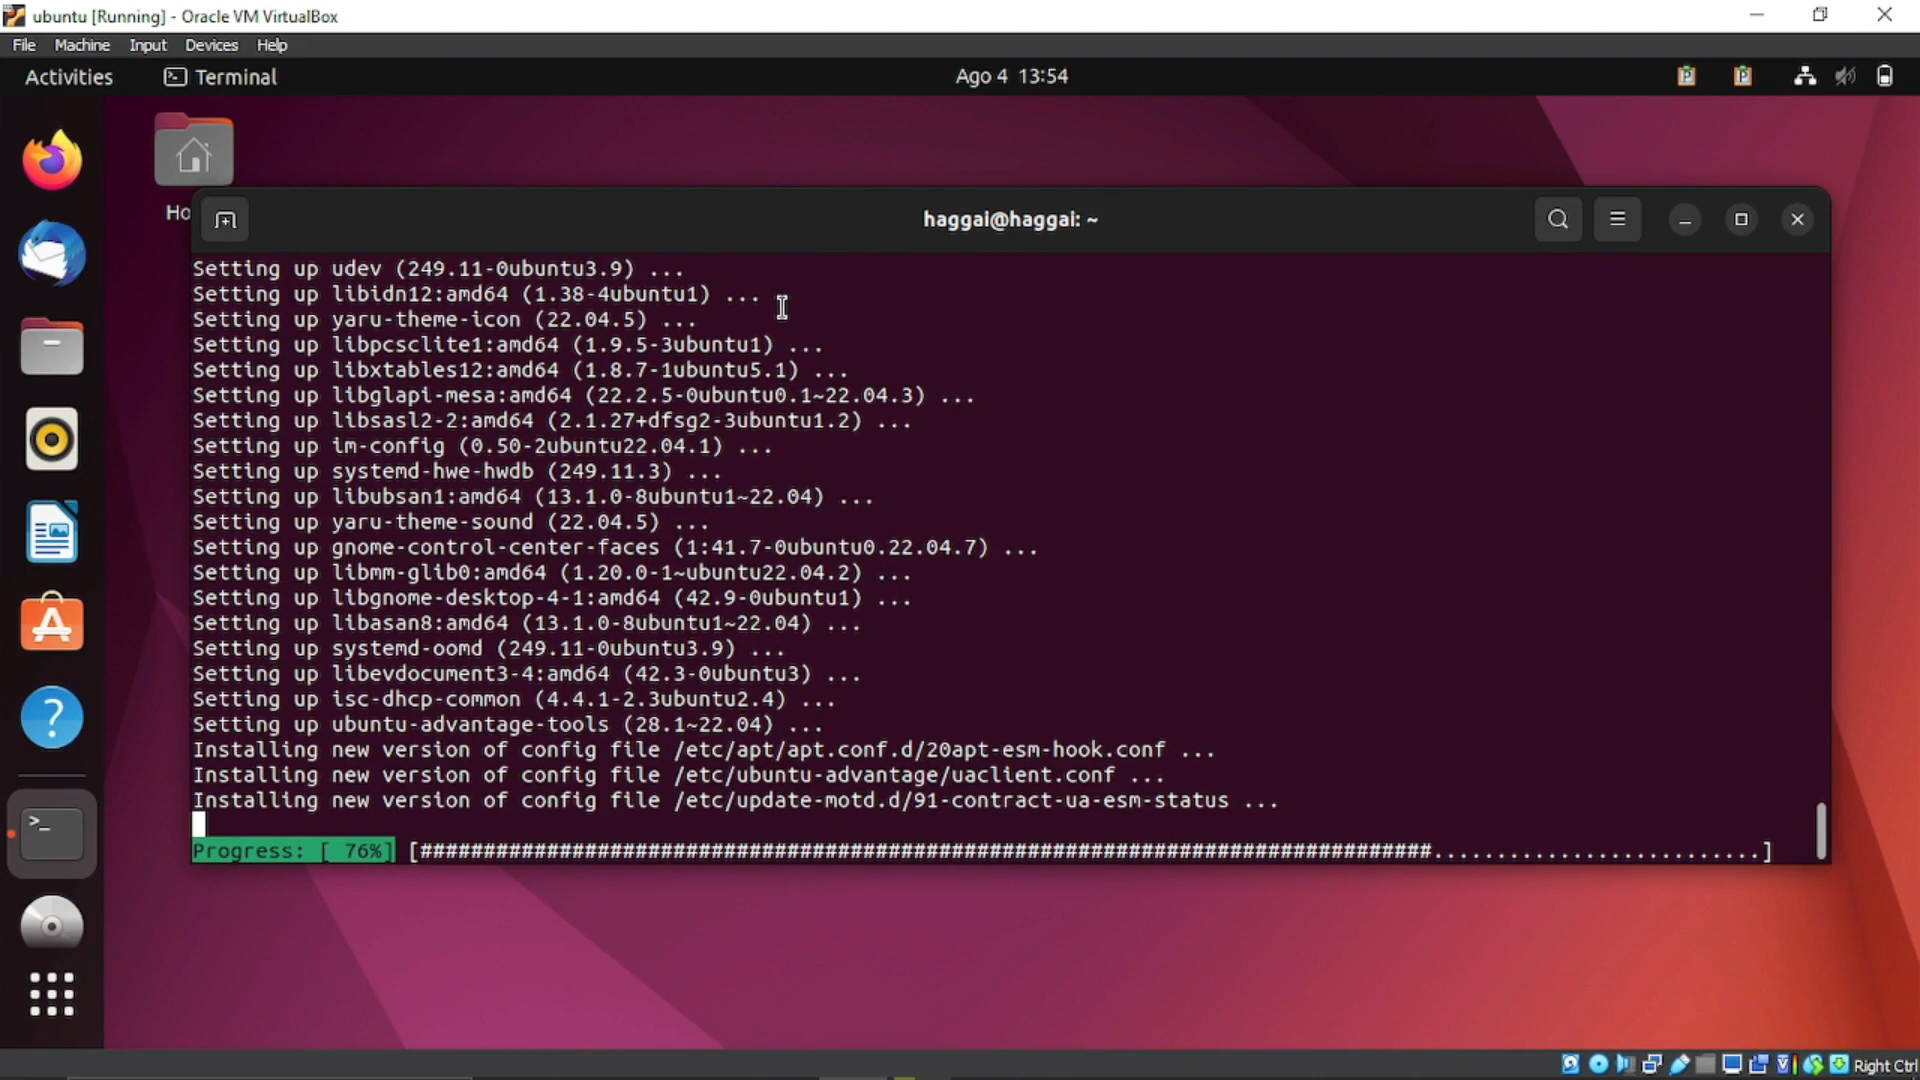 ubuntu [Running] - Oracle VM VirtualBox
File Machine Input Devices Help
Activities Terminal Ago 4 13:54
Ho
haggai@haggai: ~
Setting up udev (249.11-0ubuntu3.9) ...
Setting up libidn12:amd64 (1.38-4ubuntu1) ...
Setting up yaru-theme-icon (22.04.5) ...
Setting up libpcsclite1:amd64 (1.9.5-3ubuntu1) ...
Setting up libxtables12:amd64 (1.8.7-1ubuntu5.1) ...
Setting up libglapi-mesa:amd64 (22.2.5-0ubuntu0.1~22.04.3) ...
Setting up libsasl2-2:amd64 (2.1.27+dfsg2-3ubuntu1.2) ...
Setting up im-config (0.50-2ubuntu22.04.1) ...
Setting up systemd-hwe-hwdb (249.11.3) ...
Setting up libubsan1:amd64 (13.1.0-8ubuntu1~22.04) ...
Setting up yaru-theme-sound (22.04.5) ...
Setting up gnome-control-center-faces (1:41.7-0ubuntu0.22.04.7) ...
Setting up libmm-glib0:amd64 (1.20.0-1~ubuntu22.04.2) ...
Setting up libgnome-desktop-4-1:amd64 (42.9-0ubuntu1) ...
Setting up libasan8:amd64 (13.1.0-8ubuntu1~22.04) ...
Setting up systemd-oomd (249.11-0ubuntu3.9) ...
Setting up libevdocument3-4:amd64 (42.3-0ubuntu3) ...
Setting up isc-dhcp-common (4.4.1-2.3ubuntu2.4) ...
Setting up ubuntu-advantage-tools (28.1~22.04) ...
Installing new version of config file /etc/apt/apt.conf.d/20apt-esm-hook.conf ...
Installing new version of config file /etc/ubuntu-advantage/uaclient.conf ...
Installing new version of config file /etc/update-motd.d/91-contract-ua-esm-status ...
Progress: [ 76%] [################################################################################..........................]
Right Ctrl